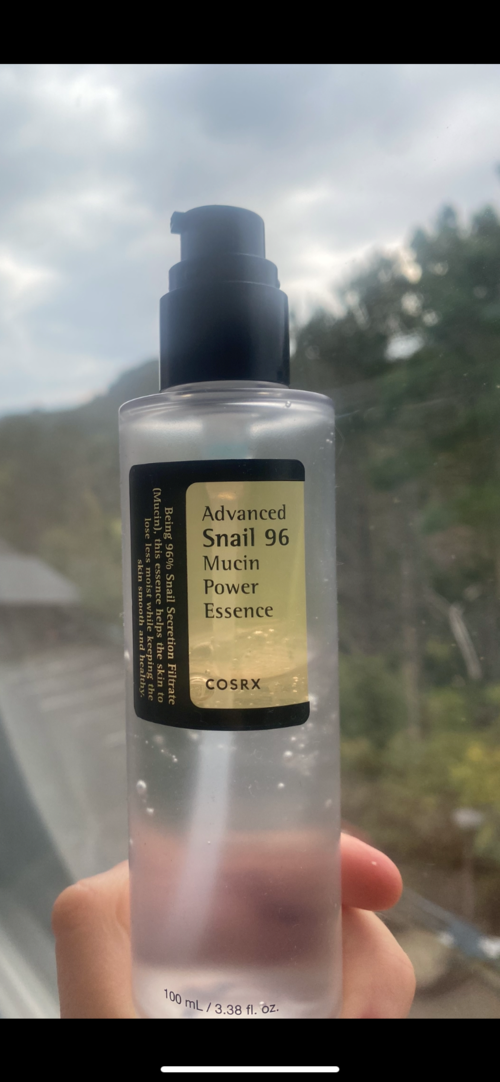 Advanced
Snail 96
Mucin
Power
Essence
COSRX
Being 96% Snail Secretion Filtrate
(Mucin), this essence helps the skin to
lose less moist while keeping the
skin smooth and healthy.
100 mL / 3.38 fl. oz.